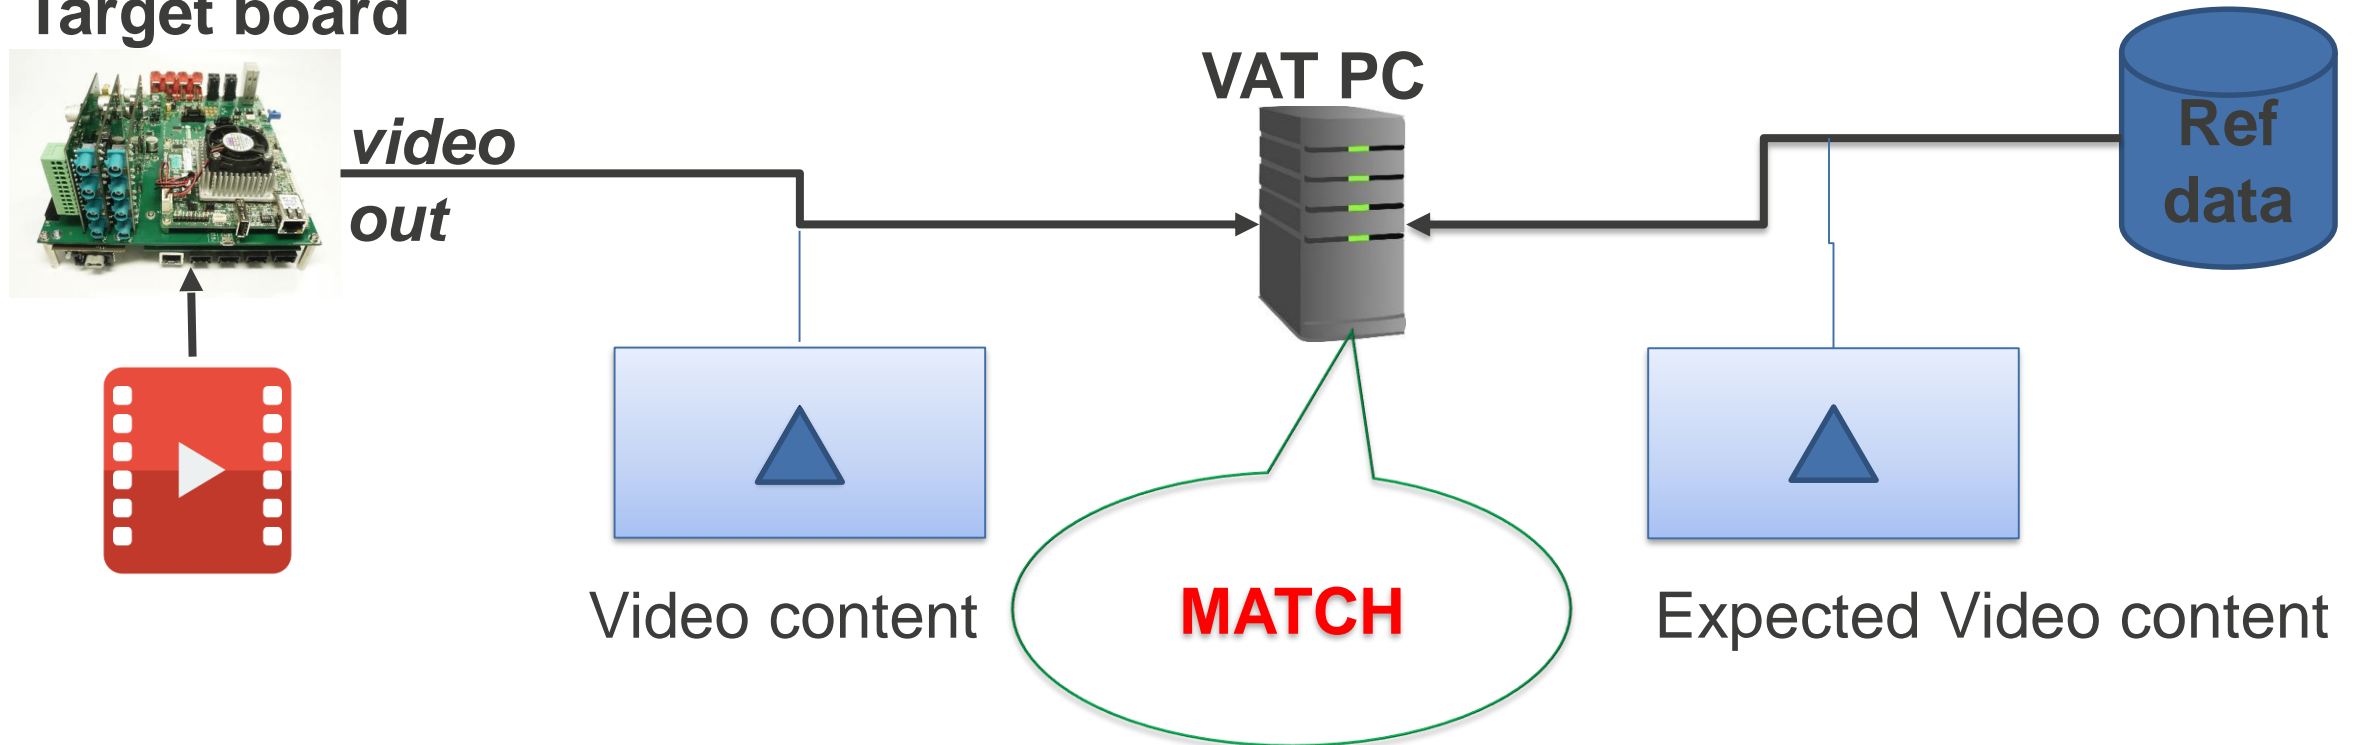 Target board
VAT PC
video
out
Ref
data
MATCH
Video content
Expected Video content